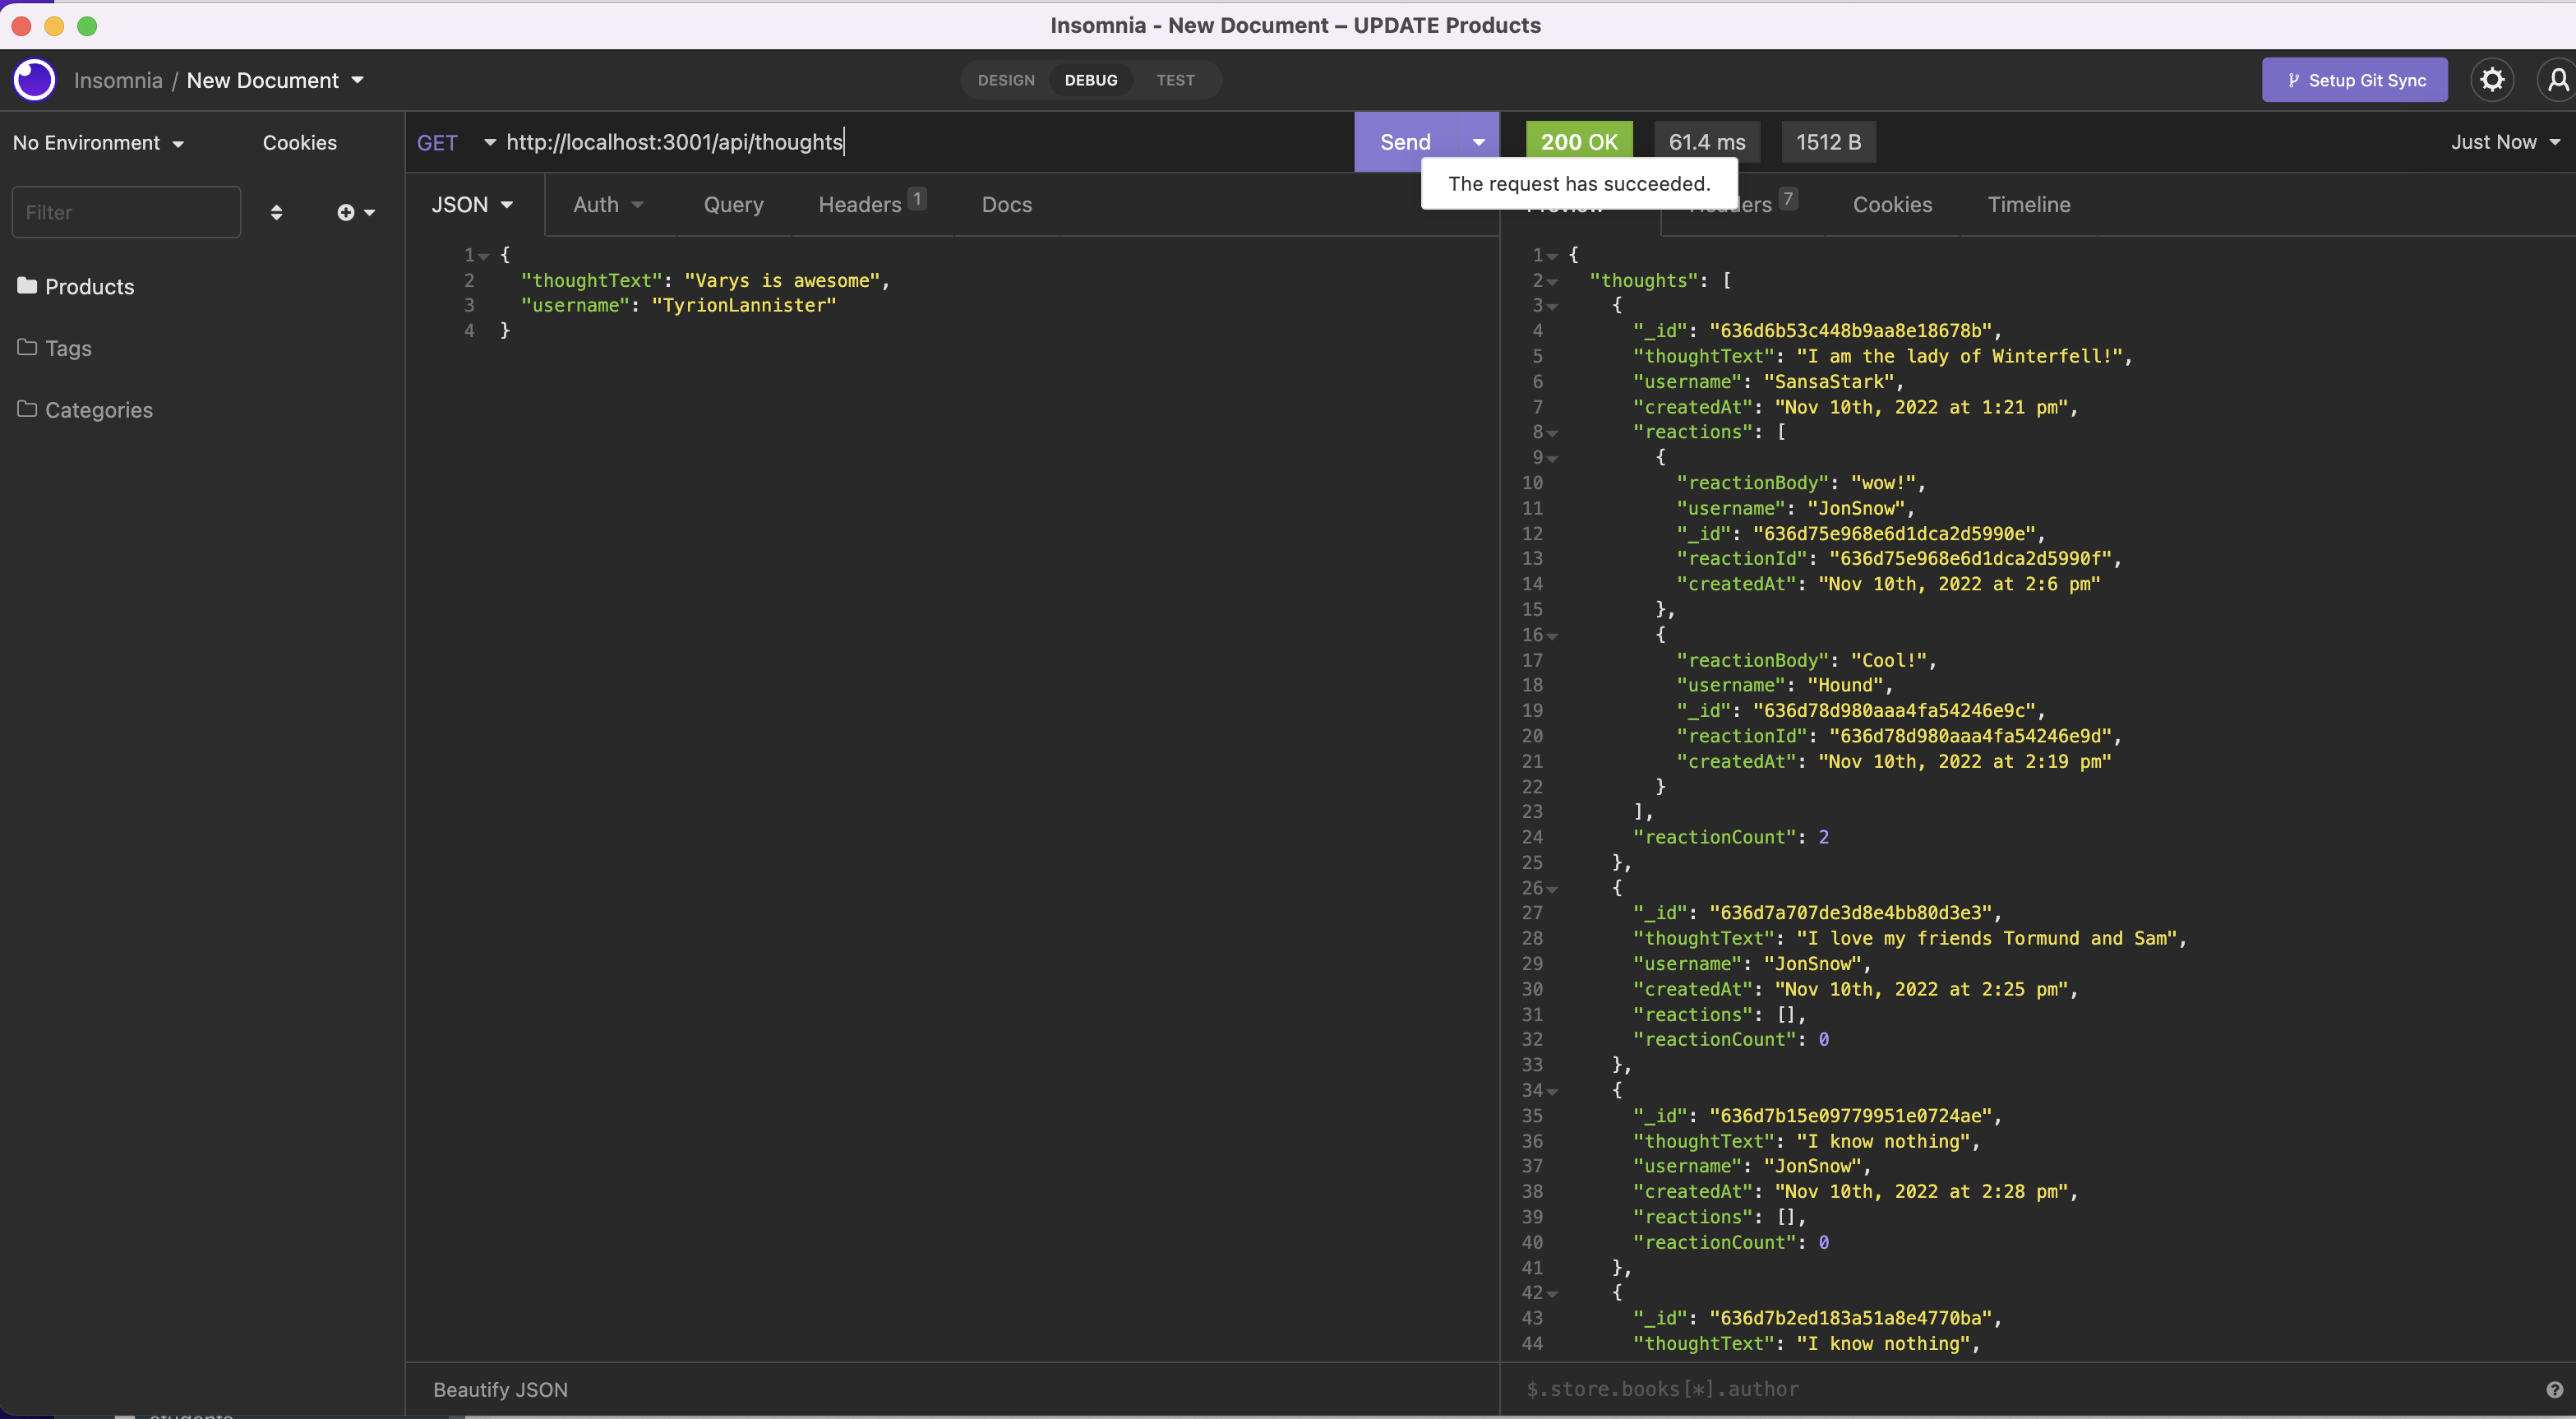 Insomnia - New Document – UPDATE Products
Insomnia / New Document
DESIGN DEBUG TEST
Setup Git Sync
No Environment Cookies
GET http://localhost:3001/api/thoughts
Send
200 OK 61.4 ms 1512 B
Just Now
The request has succeeded.
Filter
JSON Auth Query Headers 1 Docs
7 Cookies Timeline
Products
Tags
Categories
1 {
2 "thoughtText": "Varys is awesome",
3 "username": "TyrionLannister"
4 }
1 {
2 "thoughts": [
3 {
4 "_id": "636d6b53c448b9aa8e18678b",
5 "thoughtText": "I am the lady of Winterfell!",
6 "username": "SansaStark",
7 "createdAt": "Nov 10th, 2022 at 1:21 pm",
8 "reactions": [
9 {
10 "reactionBody": "wow!",
11 "username": "JonSnow",
12 "_id": "636d75e968e6d1dca2d5990e",
13 "reactionId": "636d75e968e6d1dca2d5990f",
14 "createdAt": "Nov 10th, 2022 at 2:6 pm"
15 },
16 {
17 "reactionBody": "Cool!",
18 "username": "Hound",
19 "_id": "636d78d980aaa4fa54246e9c",
20 "reactionId": "636d78d980aaa4fa54246e9d",
21 "createdAt": "Nov 10th, 2022 at 2:19 pm"
22 }
23 ],
24 "reactionCount": 2
25 },
26 {
27 "_id": "636d7a707de3d8e4bb80d3e3",
28 "thoughtText": "I love my friends Tormund and Sam",
29 "username": "JonSnow",
30 "createdAt": "Nov 10th, 2022 at 2:25 pm",
31 "reactions": [],
32 "reactionCount": 0
33 },
34 {
35 "_id": "636d7b15e09779951e0724ae",
36 "thoughtText": "I know nothing",
37 "username": "JonSnow",
38 "createdAt": "Nov 10th, 2022 at 2:28 pm",
39 "reactions": [],
40 "reactionCount": 0
41 },
42 {
43 "_id": "636d7b2ed183a51a8e4770ba",
44 "thoughtText": "I know nothing",
Beautify JSON
$.store.books[*].author